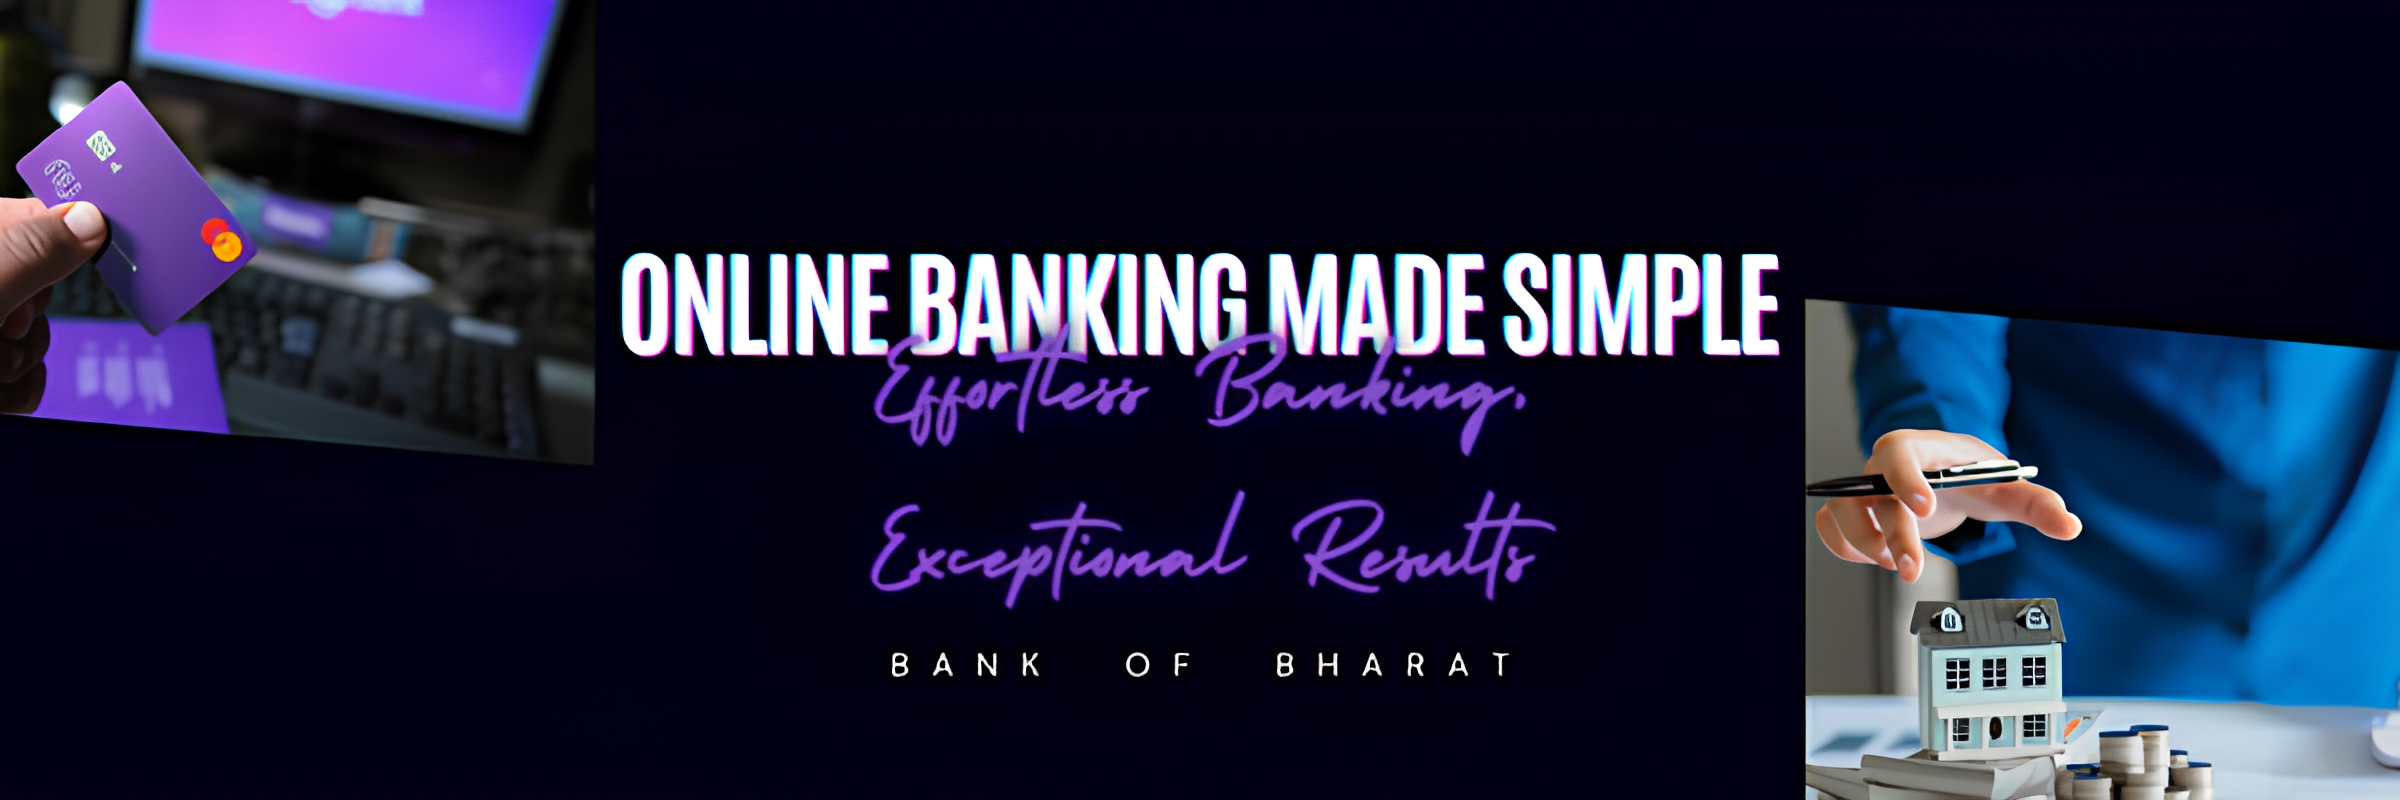 ONLINE BANKING MADE SIMPLE
Effortless Banking,
Exceptional Results
BANK OF BHARAT